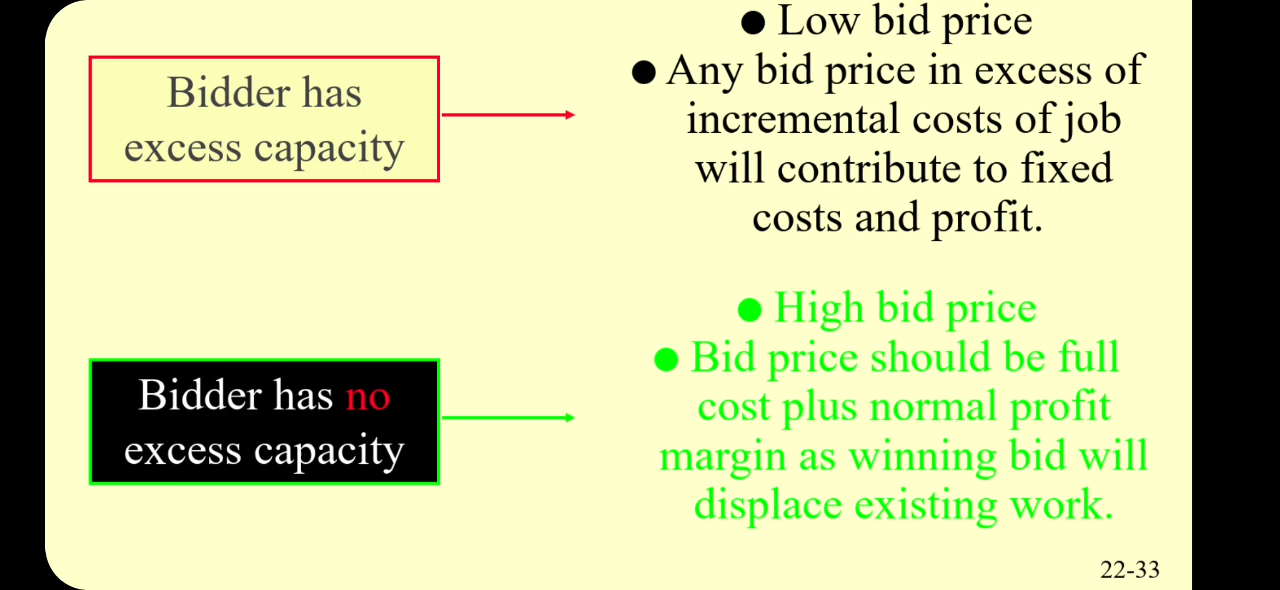 Bidder has
excess capacity
● Low bid price
● Any bid price in excess of
incremental costs of job
will contribute to fixed
costs and profit.
Bidder has no
excess capacity
● High bid price
● Bid price should be full
cost plus normal profit
margin as winning bid will
displace existing work.
22-33